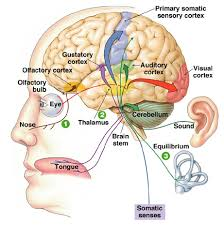 Primary somatic
sensory cortex
Gustatory
cortex
Olfactory cortex
Olfactory
bulb
Eye
Nose
1
Auditory
cortex
Visual
cortex
2
Thalamus
Cerebellum
Sound
Brain
stem
Equilibrium
3
Tongue
Somatic
senses